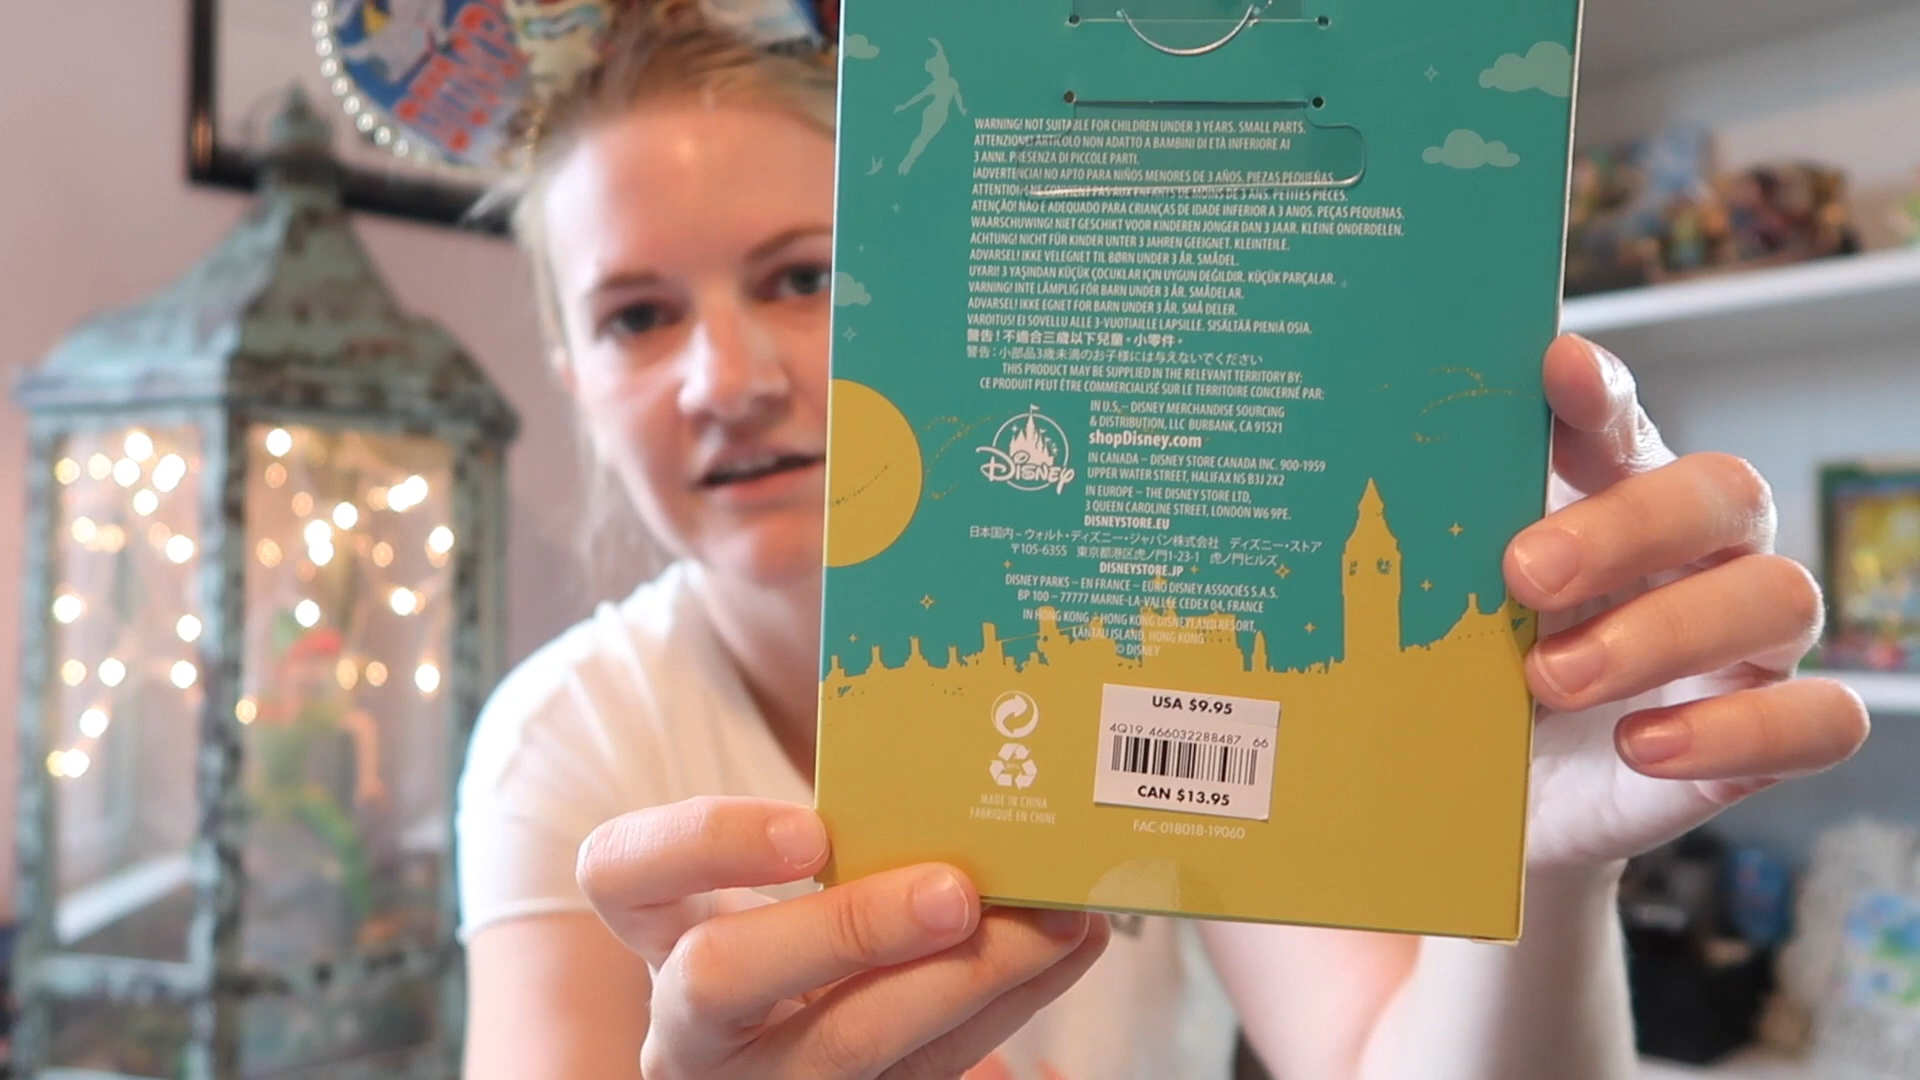 WARNING! NOT SUITABLE FOR CHILDREN UNDER 3 YEARS. SMALL PARTS.
ATTENZIONE! ARTICOLO NON ADATTO A BAMBINI DI ETÀ INFERIORE AI
3 ANNI. PRESENZA DI PICCOLE PARTI.
¡ADVERTENCIA! NO APTO PARA NIÑOS MENORES DE 3 AÑOS. PIEZAS PEQUEÑAS.
ATTENTION! NE CONVIENT PAS AUX ENFANTS DE MOINS DE 3 ANS. PETITES PIÈCES.
ATENÇÃO! NÃO É ADEQUADO PARA CRIANÇAS DE IDADE INFERIOR A 3 ANOS. PEÇAS PEQUENAS.
WAARSCHUWING! NIET GESCHIKT VOOR KINDEREN JONGER DAN 3 JAAR. KLEINE ONDERDELEN.
ACHTUNG! NICHT FÜR KINDER UNTER 3 JAHREN GEEIGNET. KLEINTEILE.
ADVARSEL! IKKE VELEGNET TIL BØRN UNDER 3 ÅR. SMÅDEL.
UYARI! 3 YAŞINDAN KÜÇÜK ÇOCUKLAR IÇIN UYGUN DEĞILDIR. KÜÇÜK PARÇALAR.
VARNING! INTE LÄMPLIG FÖR BARN UNDER 3 ÅR. SMÅDELAR.
ADVARSEL! IKKE EGNET FOR BARN UNDER 3 ÅR. SMÅ DELER.
VAROITUS! EI SOVELLU ALLE 3-VUOTIAILLE LAPSILLE. SISÄLTÄÄ PIENIÄ OSIA.
警告！不適合三歲以下兒童。小零件。
警告：小部品3歳未満のお子様には与えないでください
THIS PRODUCT MAY BE SUPPLIED IN THE RELEVANT TERRITORY BY:
CE PRODUIT PEUT ÊTRE COMMERCIALISÉ SUR LE TERRITOIRE CONCERNÉ PAR:
IN U.S. – DISNEY MERCHANDISE SOURCING
& DISTRIBUTION, LLC BURBANK, CA 91521
shopDisney.com
Disney
IN CANADA – DISNEY STORE CANADA INC. 900-1959
UPPER WATER STREET, HALIFAX NS B3J 2X2
IN EUROPE – THE DISNEY STORE LTD,
3 QUEEN CAROLINE STREET, LONDON W6 9PE.
DISNEYSTORE.EU
日本国内 – ウォルト・ディズニー・ジャパン株式会社 ディズニー・ストア
〒105-6355 東京都港区虎ノ門1-23-1 虎ノ門ヒルズ
DISNEYSTORE.JP
DISNEY PARKS – EN FRANCE – EURO DISNEY ASSOCIÉS S.A.S.
BP 100 – 77777 MARNE-LA-VALLÉE CEDEX 04, FRANCE
IN HONG KONG – HONG KONG DISNEYLAND RESORT,
LANTAU ISLAND, HONG KONG
© DISNEY
USA $9.95
4Q19 466032288487 66
CAN $13.95
MADE IN CHINA
FABRIQUÉ EN CHINE
FAC-018018-19060